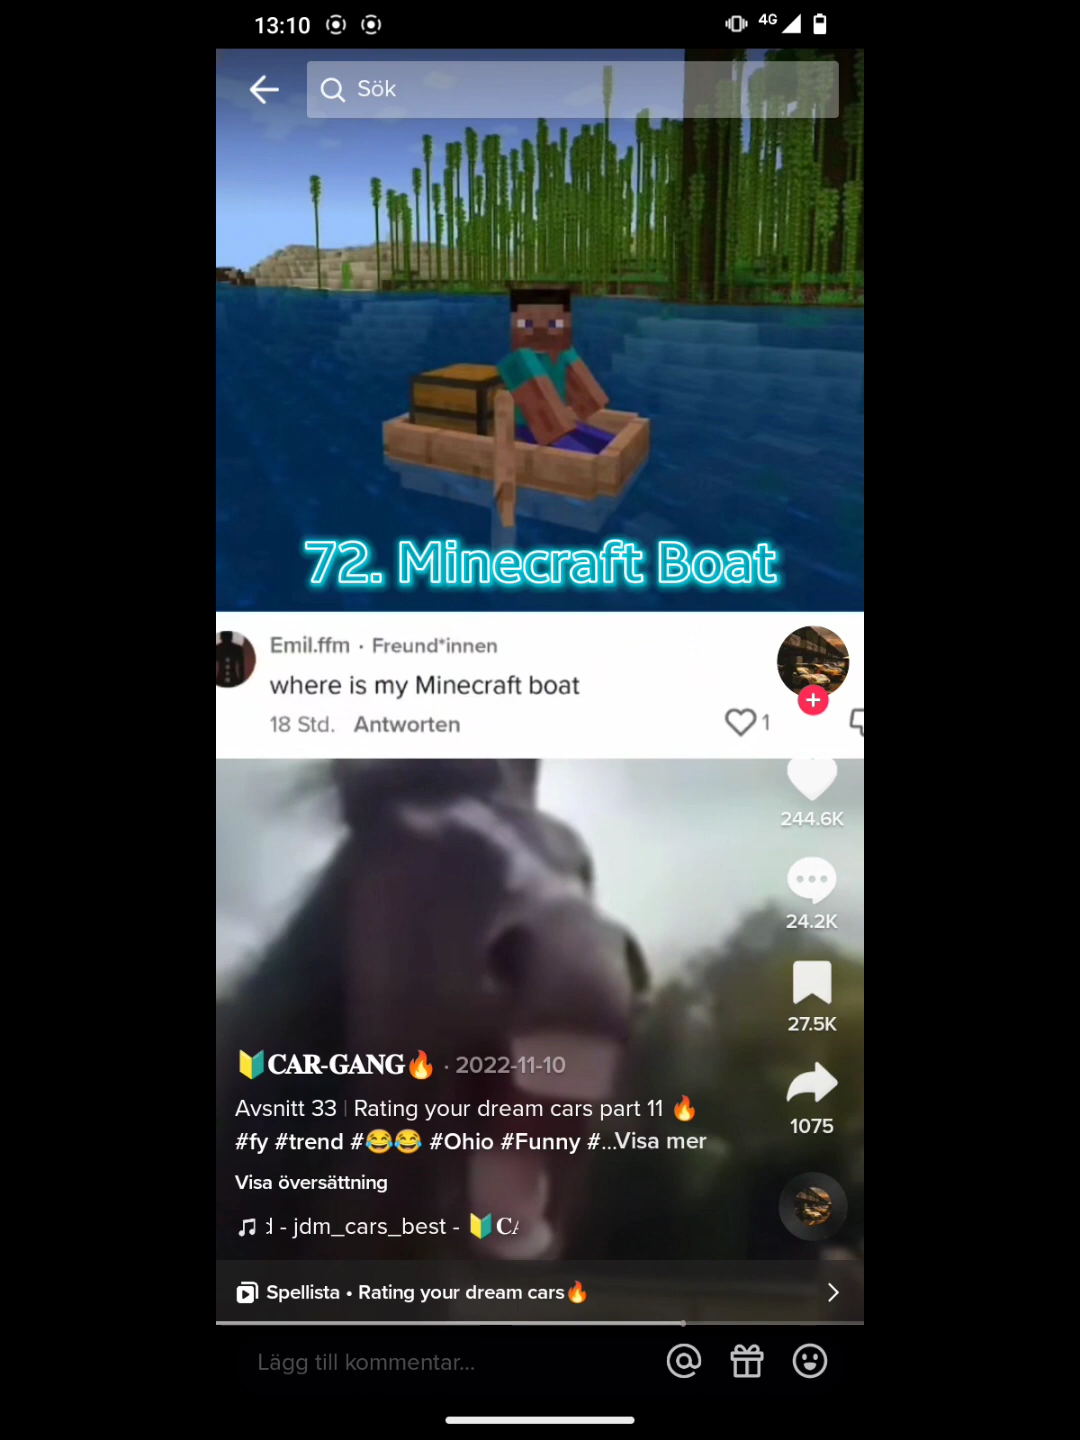 13:10
4G
Sök
72. Minecraft Boat
Emil.ffm · Freund*innen
where is my Minecraft boat
18 Std. Antworten
1
244.6K
24.2K
27.5K
1075
🔰CAR-GANG🔥 · 2022-11-10
Avsnitt 33 | Rating your dream cars part 11 🔥
#fy #trend #😂😂 #Ohio #Funny #...Visa mer
Visa översättning
d - jdm_cars_best - 🔰CA
Spellista • Rating your dream cars🔥
Lägg till kommentar...